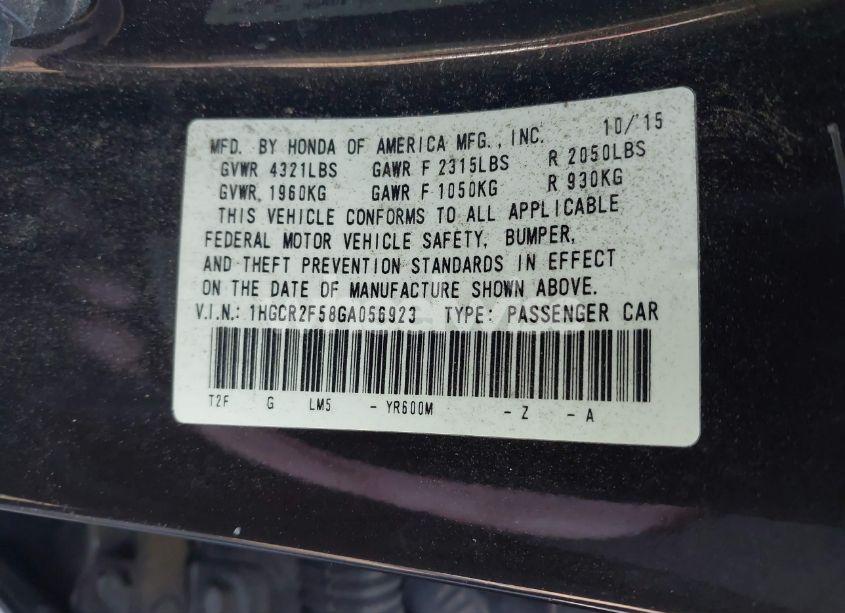 MFD. BY HONDA OF AMERICA MFG., INC. 10/'15
GVWR 4321LBS GAWR F 2315LBS R 2050LBS
GVWR 1960KG GAWR F 1050KG R 930KG
THIS VEHICLE CONFORMS TO ALL APPLICABLE
FEDERAL MOTOR VEHICLE SAFETY, BUMPER,
AND THEFT PREVENTION STANDARDS IN EFFECT
ON THE DATE OF MANUFACTURE SHOWN ABOVE.
V.I.N.: 1HGCR2F58GA056923 TYPE: PASSENGER CAR
T2F G LM5 - YR600M - Z - A